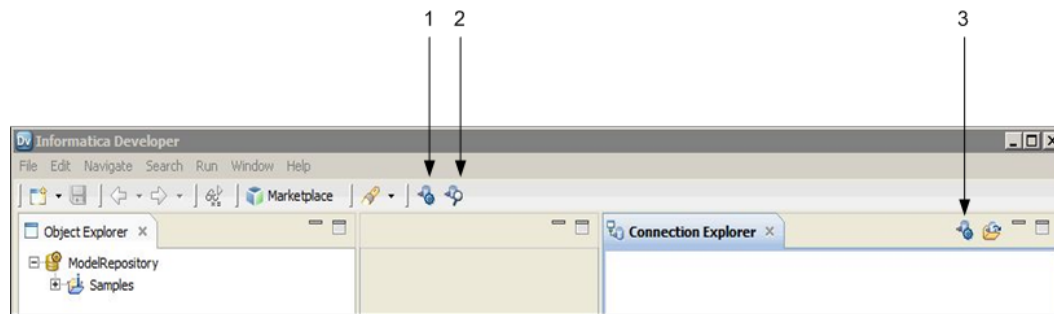 1 2 3
Dv Informatica Developer
File Edit Navigate Search Run Window Help
Marketplace
Object Explorer
Connection Explorer
ModelRepository
Samples